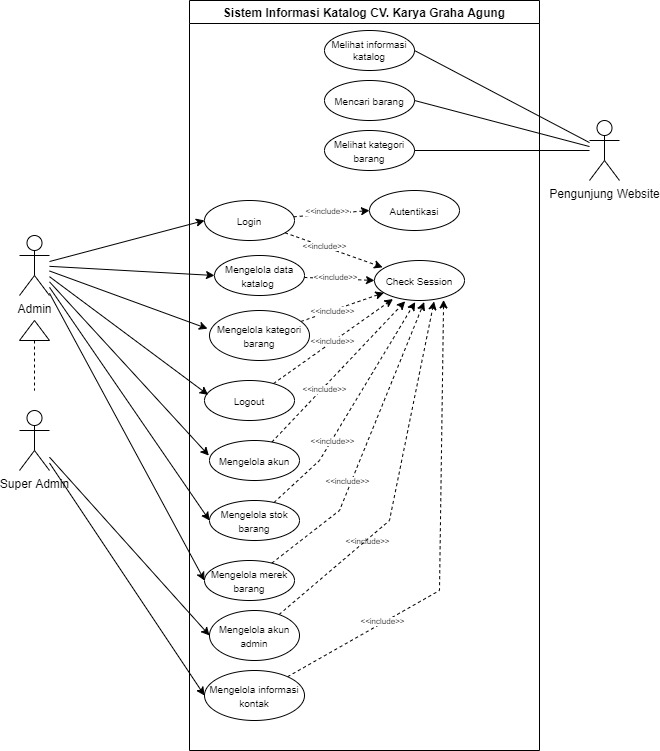 Sistem Informasi Katalog CV. Karya Graha Agung
Melihat informasi
katalog
Mencari barang
Melihat kategori
barang
Pengunjung Website
Login
<<include>>
Autentikasi
<<include>>
Mengelola data
katalog
<<include>>
Check Session
Admin
Mengelola kategori
barang
<<include>>
<<include>>
Logout
<<include>>
Mengelola akun
<<include>>
Super Admin
<<include>>
Mengelola stok
barang
<<include>>
Mengelola merek
barang
Mengelola akun
admin
<<include>>
Mengelola informasi
kontak